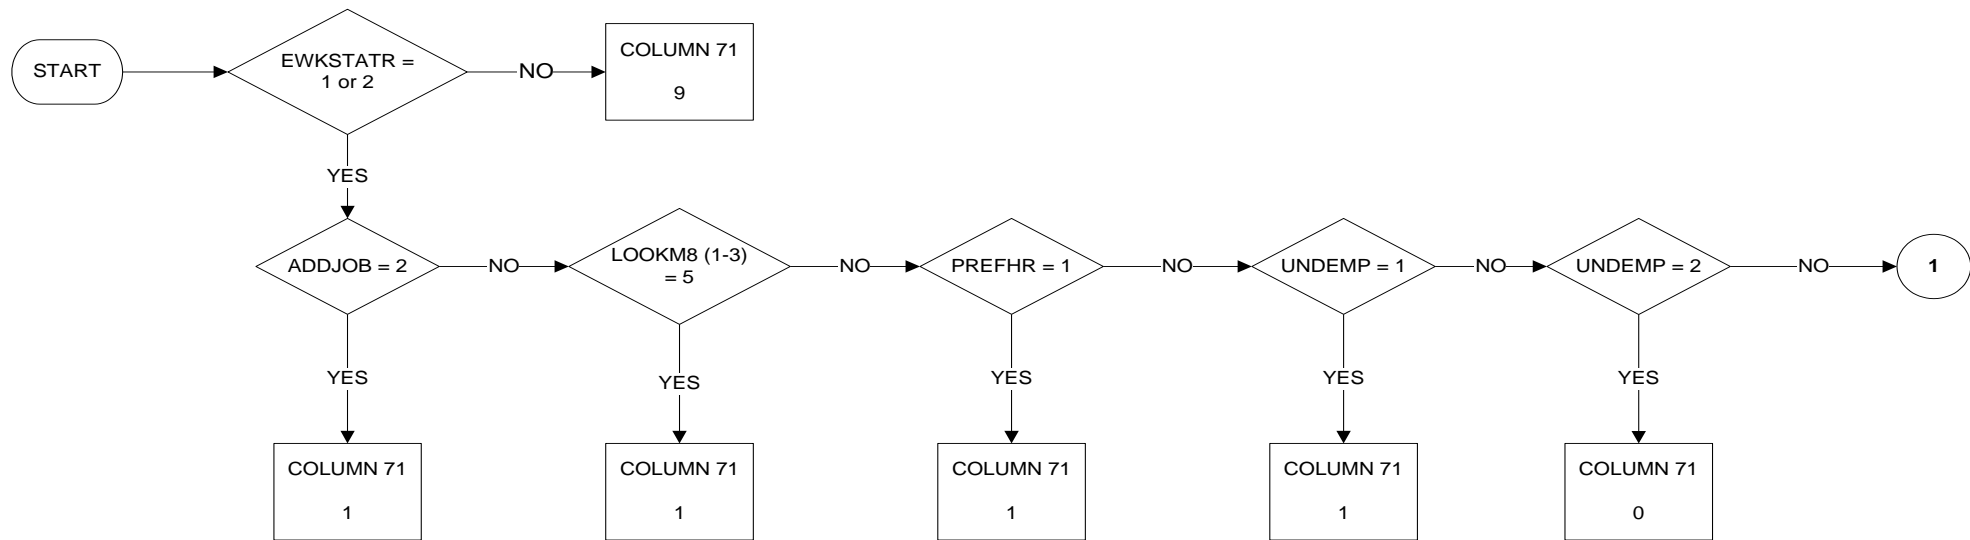 START
EWKSTATR =
1 or 2
NO
COLUMN 71
9
YES
ADDJOB = 2
NO
LOOKM8 (1-3)
= 5
NO
PREFHR = 1
NO
UNDEMP = 1
NO
UNDEMP = 2
NO
1
YES
YES
YES
YES
YES
COLUMN 71
1
COLUMN 71
1
COLUMN 71
1
COLUMN 71
1
COLUMN 71
0